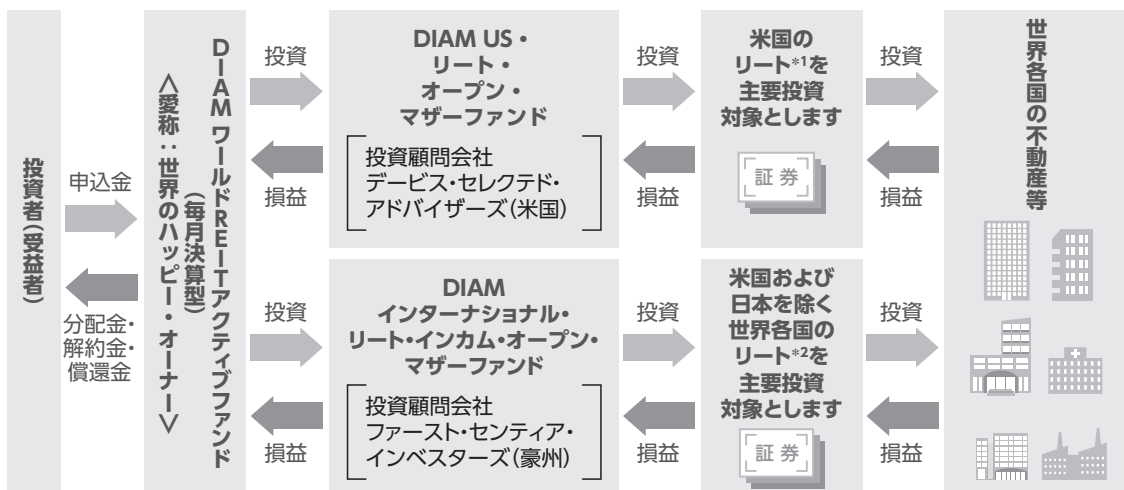 投資者(受益者)
申込金
分配金・
解約金・
償還金
DIAM ワールドREITアクティブファンド
(毎月決算型)
<愛称:世界のハッピー・オーナー>
投資
損益
投資
損益
DIAM US・
リート・
オープン・
マザーファンド
投資顧問会社
デービス・セレクテド・
アドバイザーズ(米国)
DIAM
インターナショナル・
リート・インカム・オープン・
マザーファンド
投資顧問会社
ファースト・センティア・
インベスターズ(豪州)
投資
損益
投資
損益
米国の
リート*1を
主要投資
対象とします
証券
米国および
日本を除く
世界各国の
リート*2を
主要投資
対象とします
証券
投資
損益
投資
損益
世界各国の不動産等